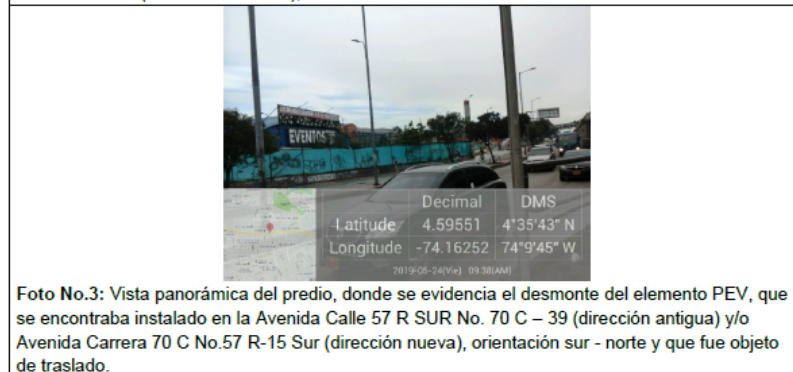 EVENTOS
Decimal DMS
Latitude 4.59551 4°35'43" N
Longitude -74.16252 74°9'45" W
2019-05-24(Vie) 09:38(AM)
Foto No.3: Vista panorámica del predio, donde se evidencia el desmonte del elemento PEV, que
se encontraba instalado en la Avenida Calle 57 R SUR No. 70 C – 39 (dirección antigua) y/o
Avenida Carrera 70 C No.57 R-15 Sur (dirección nueva), orientación sur - norte y que fue objeto
de traslado.